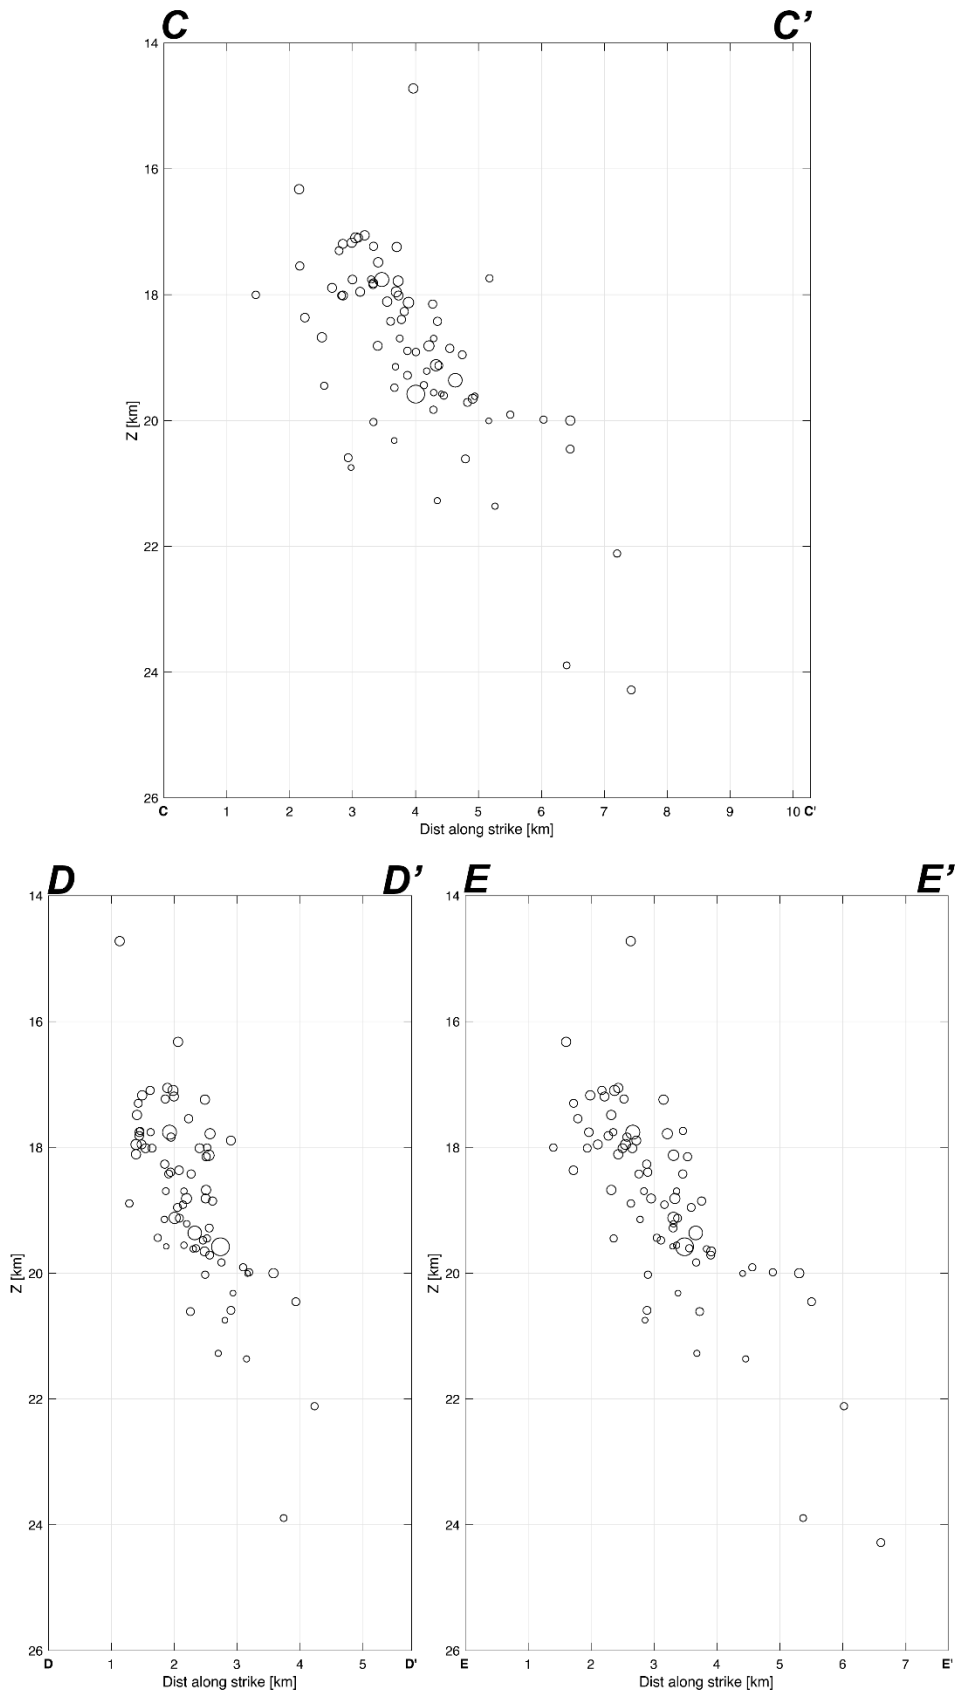 C C’
14
16
18
20
22
24
26
Z [km]
C 1 2 3 4 5 6 7 8 9 10 C'
Dist along strike [km]
D D’
14
16
18
20
22
24
26
Z [km]
D 1 2 3 4 5 D'
Dist along strike [km]
E E’
14
16
18
20
22
24
26
Z [km]
E 1 2 3 4 5 6 7 E'
Dist along strike [km]